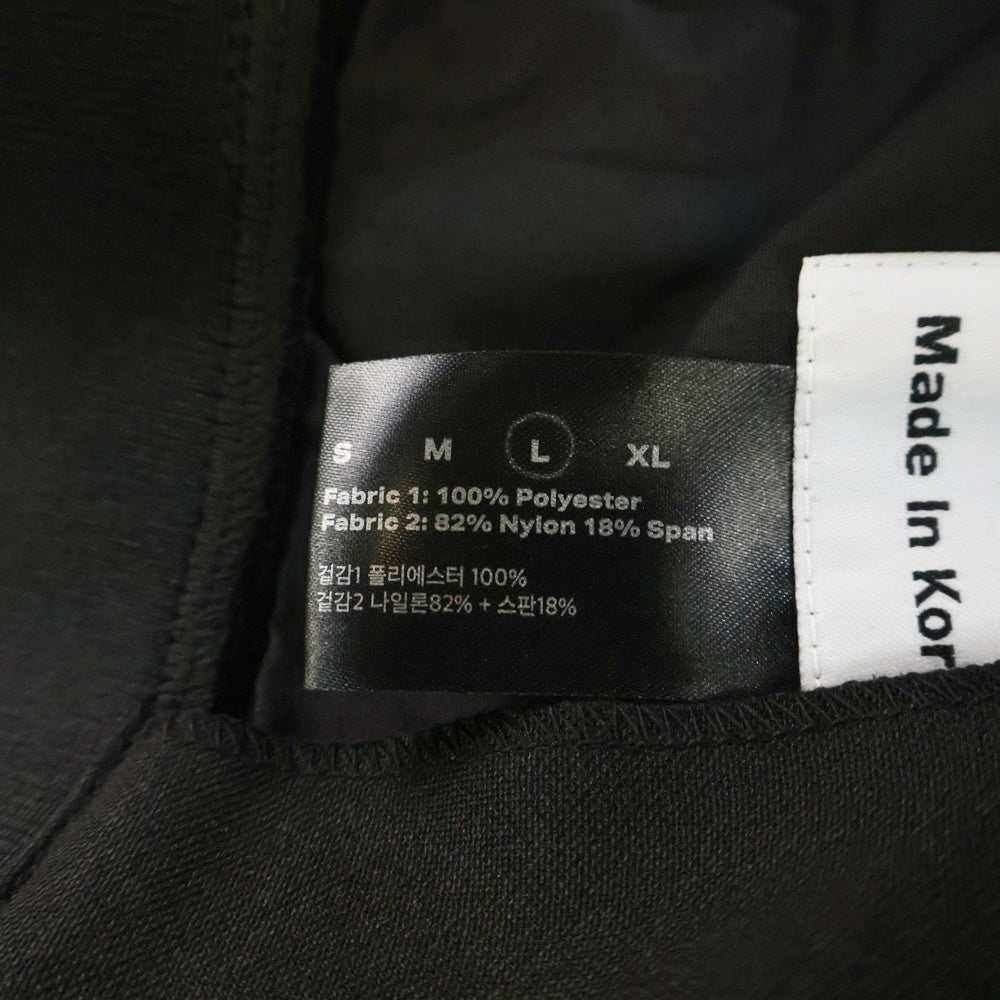 S M L XL
Fabric 1: 100% Polyester
Fabric 2: 82% Nylon 18% Span
겉감1 폴리에스터 100%
겉감2 나일론82% + 스판18%
Made In Kor